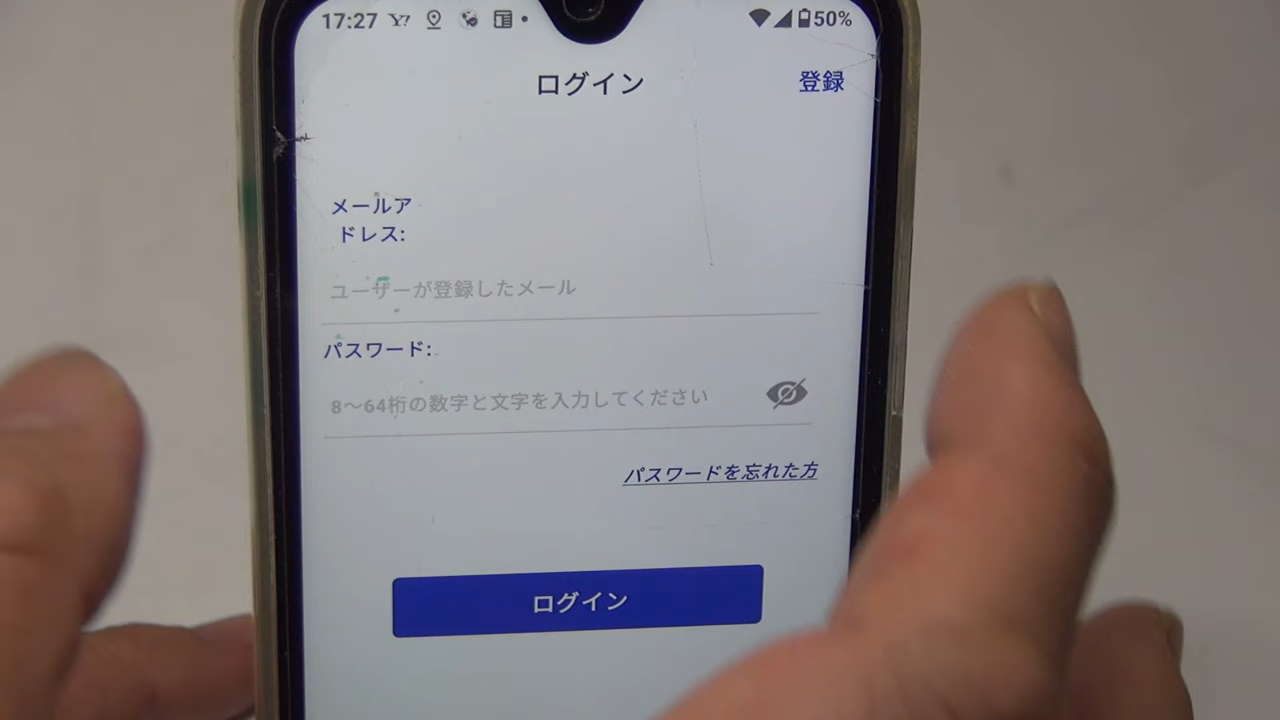 17:27 50%
ログイン
登録
メールア
ドレス:
ユーザーが登録したメール
パスワード:
8〜64桁の数字と文字を入力してください
パスワードを忘れた方
ログイン